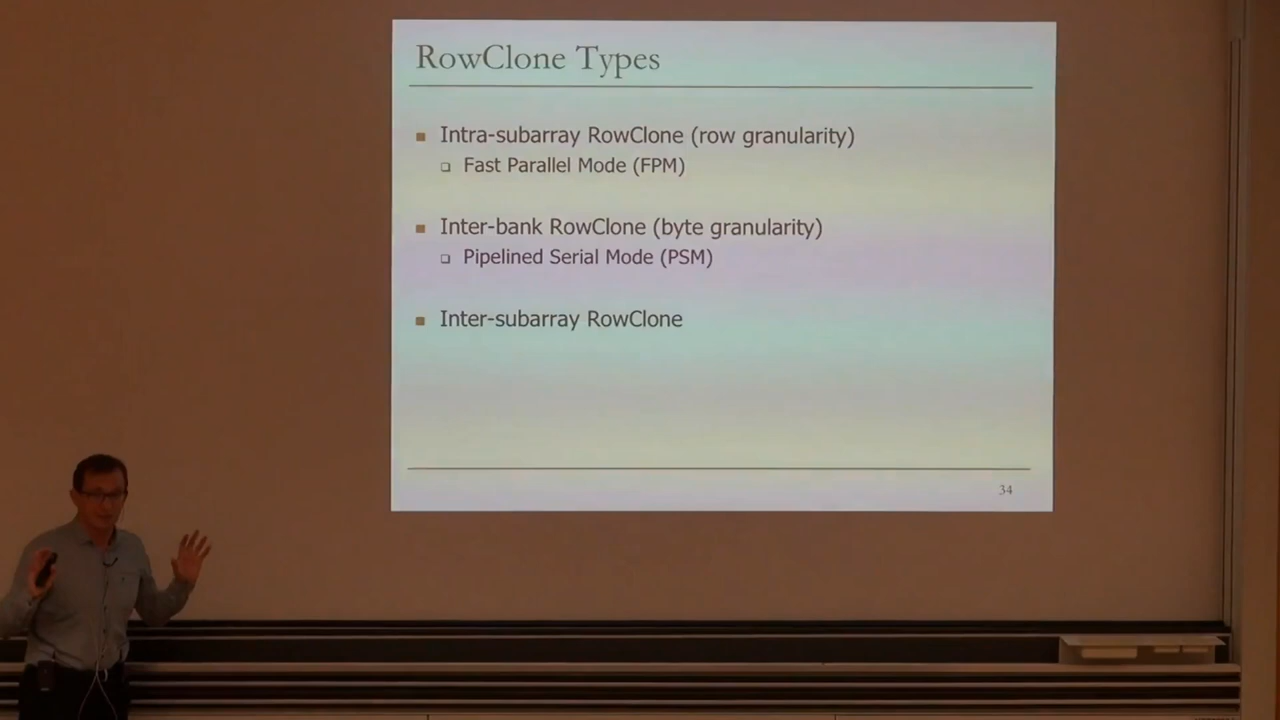 RowClone Types
Intra-subarray RowClone (row granularity)
Fast Parallel Mode (FPM)
Inter-bank RowClone (byte granularity)
Pipelined Serial Mode (PSM)
Inter-subarray RowClone
34